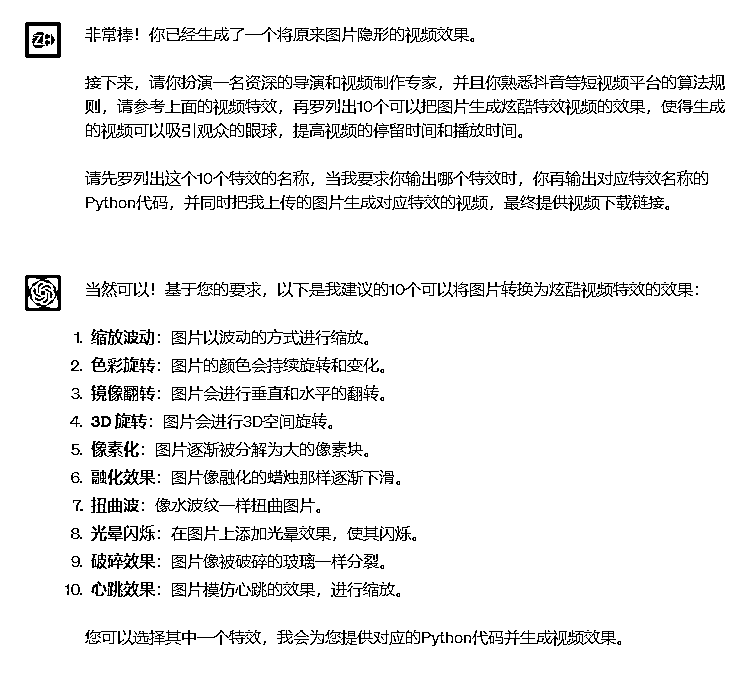 非常棒！你已经生成了一个将原来图片隐形的视频效果。
接下来，请你扮演一名资深的导演和视频制作专家，并且你熟悉抖音等短视频平台的算法规
则，请参考上面的视频特效，再罗列出10个可以把图片生成炫酷特效视频的效果，使得生成
的视频可以吸引观众的眼球，提高视频的停留时间和播放时间。
请先罗列出这个10个特效的名称，当我要求你输出哪个特效时，你再输出对应特效名称的
Python代码，并同时把我上传的图片生成对应特效的视频，最终提供视频下载链接。
当然可以！基于您的要求，以下是我建议的10个可以将图片转换为炫酷视频特效的效果：
1. 缩放波动：图片以波动的方式进行缩放。
2. 色彩旋转：图片的颜色会持续旋转和变化。
3. 镜像翻转：图片会进行垂直和水平的翻转。
4. 3D 旋转：图片会进行3D空间旋转。
5. 像素化：图片逐渐被分解为大的像素块。
6. 融化效果：图片像融化的蜡烛那样逐渐下滑。
7. 扭曲波：像水波纹一样扭曲图片。
8. 光晕闪烁：在图片上添加光晕效果，使其闪烁。
9. 破碎效果：图片像被破碎的玻璃一样分裂。
10. 心跳效果：图片模仿心跳的效果，进行缩放。
您可以选择其中一个特效，我会为您提供对应的Python代码并生成视频效果。